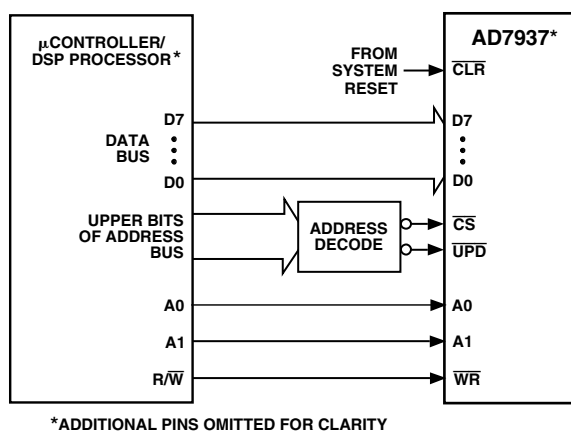 µCONTROLLER/
DSP PROCESSOR*
AD7937*
FROM
SYSTEM
RESET
CLR
D7
DATA
BUS
D0
D7
D0
UPPER BITS
OF ADDRESS
BUS
ADDRESS
DECODE
CS
UPD
A0
A0
A1
A1
R/W
WR
*ADDITIONAL PINS OMITTED FOR CLARITY